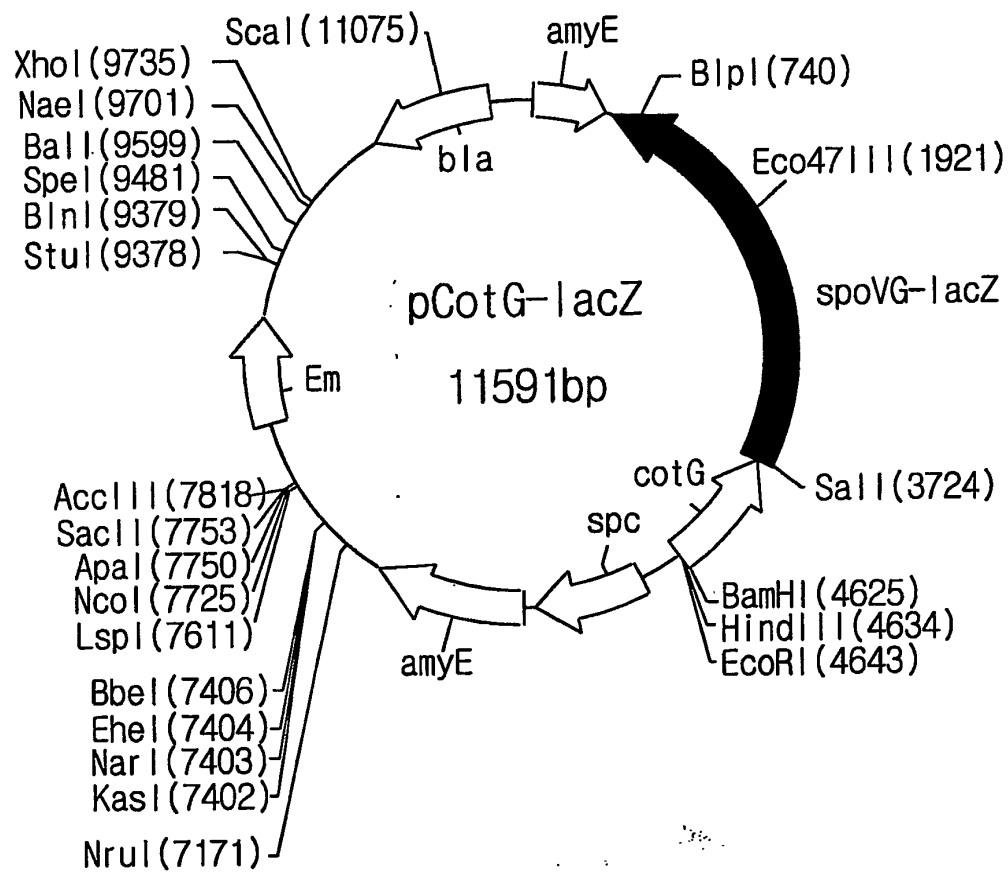 ScaI(11075)
amyE
XhoI(9735)
NaeI(9701)
BalI(9599)
SpeI(9481)
BlnI(9379)
StuI(9378)
BlpI(740)
Eco47III(1921)
bla
spoVG-lacZ
pCotG-lacZ
11591bp
Em
cotG
SalI(3724)
AccIII(7818)
SacII(7753)
ApaI(7750)
NcoI(7725)
LspI(7611)
spc
BamHI(4625)
HindIII(4634)
EcoRI(4643)
amyE
BbeI(7406)
EheI(7404)
NarI(7403)
KasI(7402)
NruI(7171)